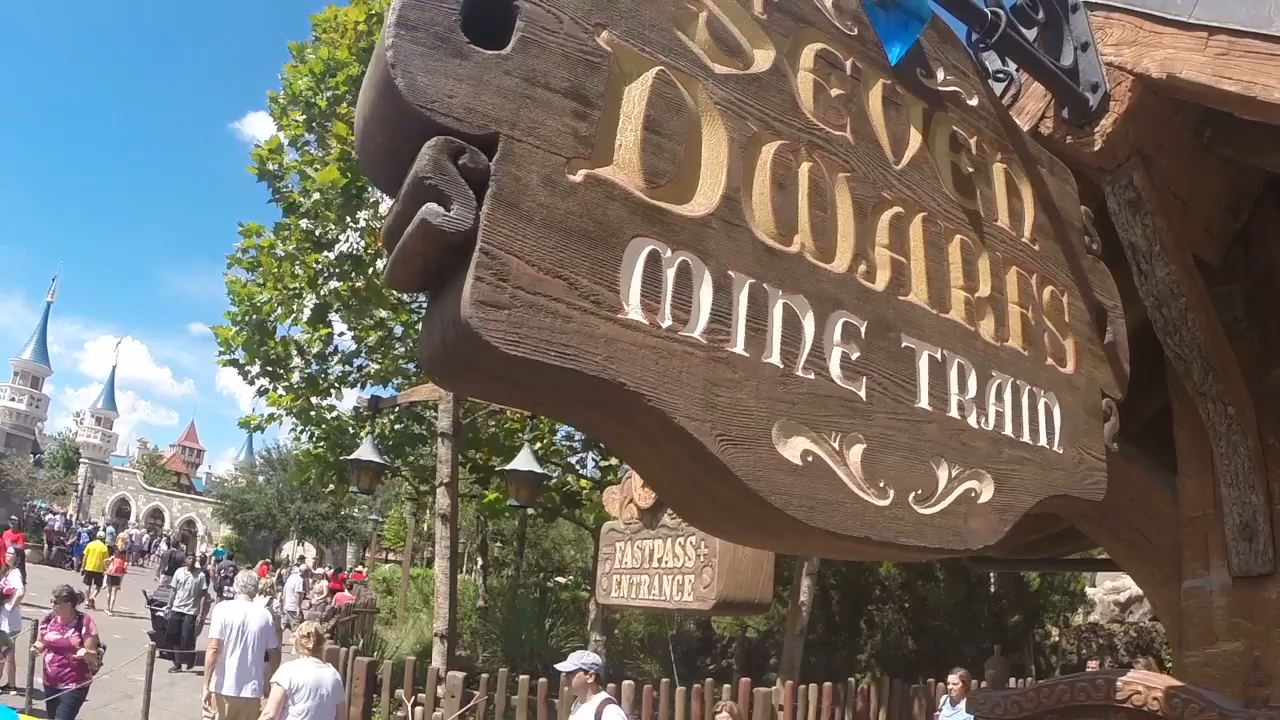 SEVEN
DWARFS
MINE TRAIN
FASTPASS+
ENTRANCE